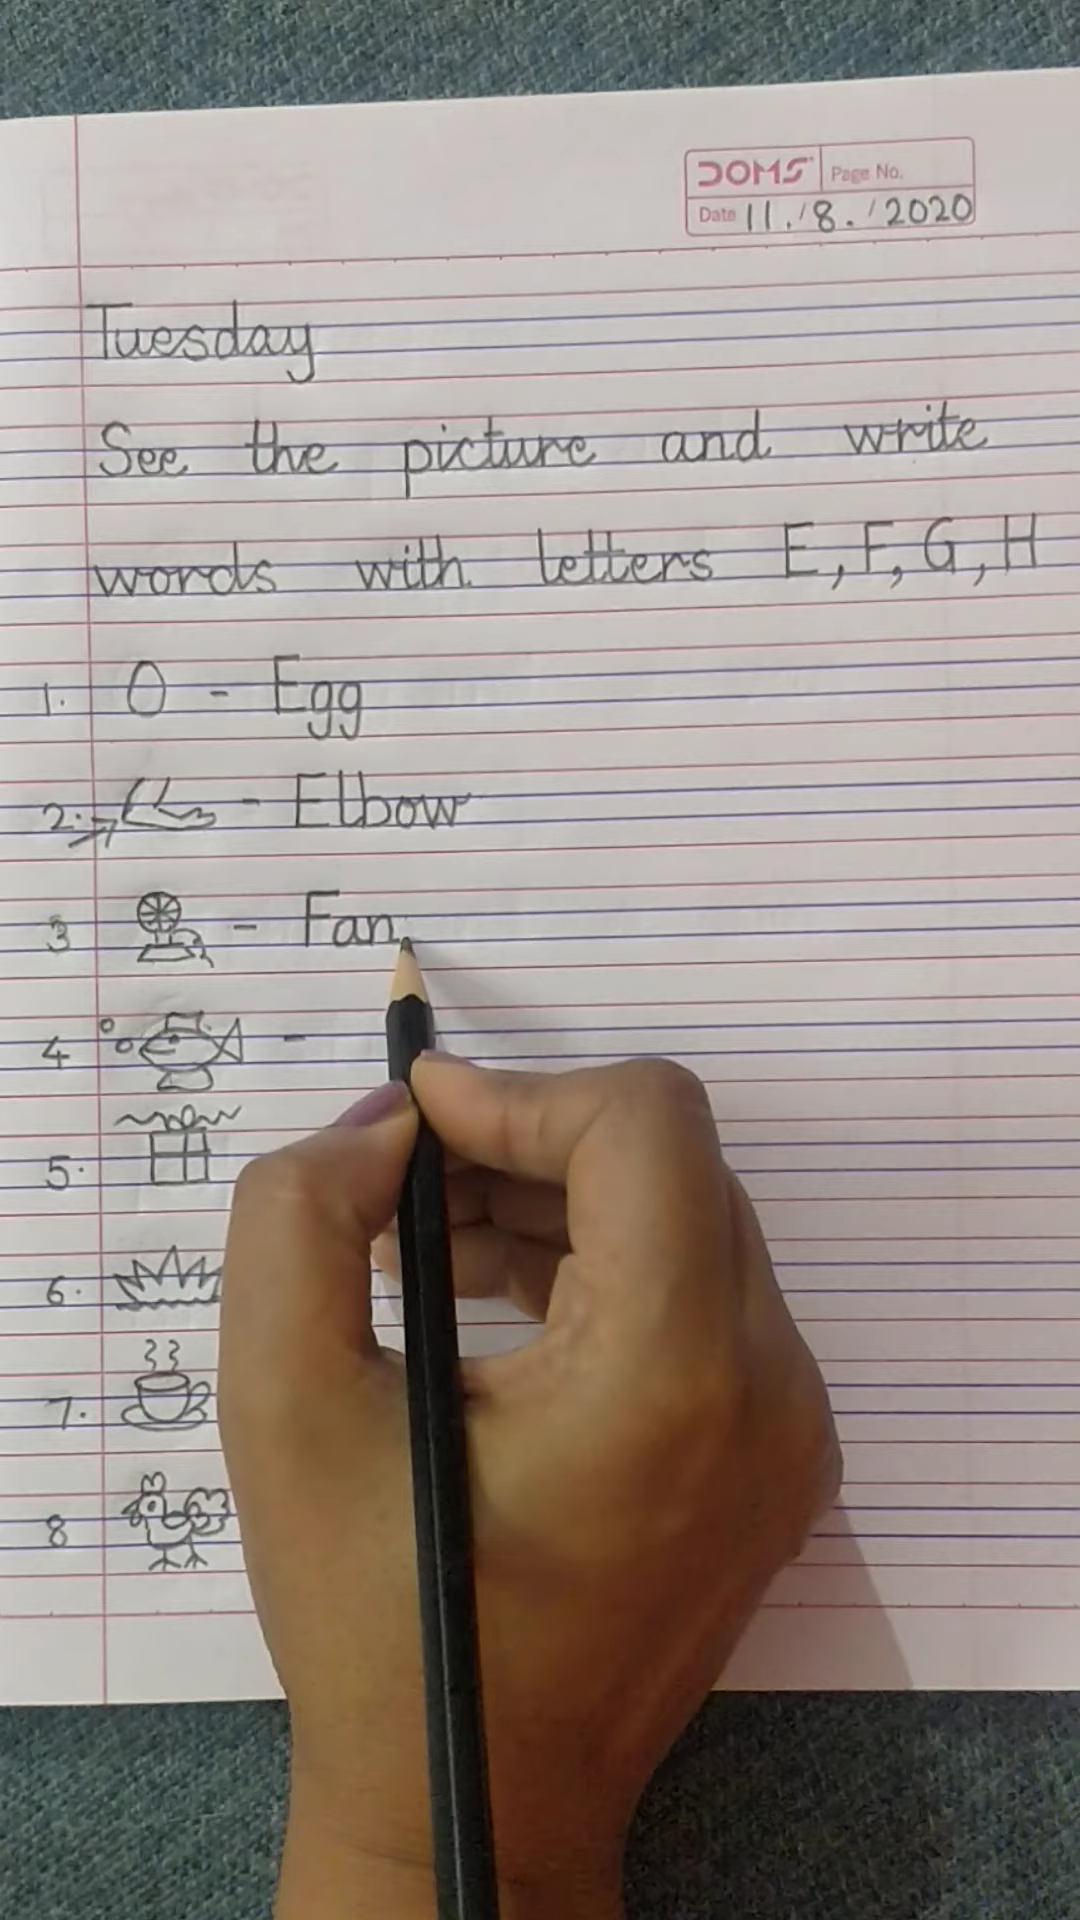 DOMS Page No.
Date 11./8./2020
Tuesday
See the picture and write
words with letters E, F, G, H
1. - Egg
2. - Elbow
3 - Fan
4 -
5.
6.
7.
8